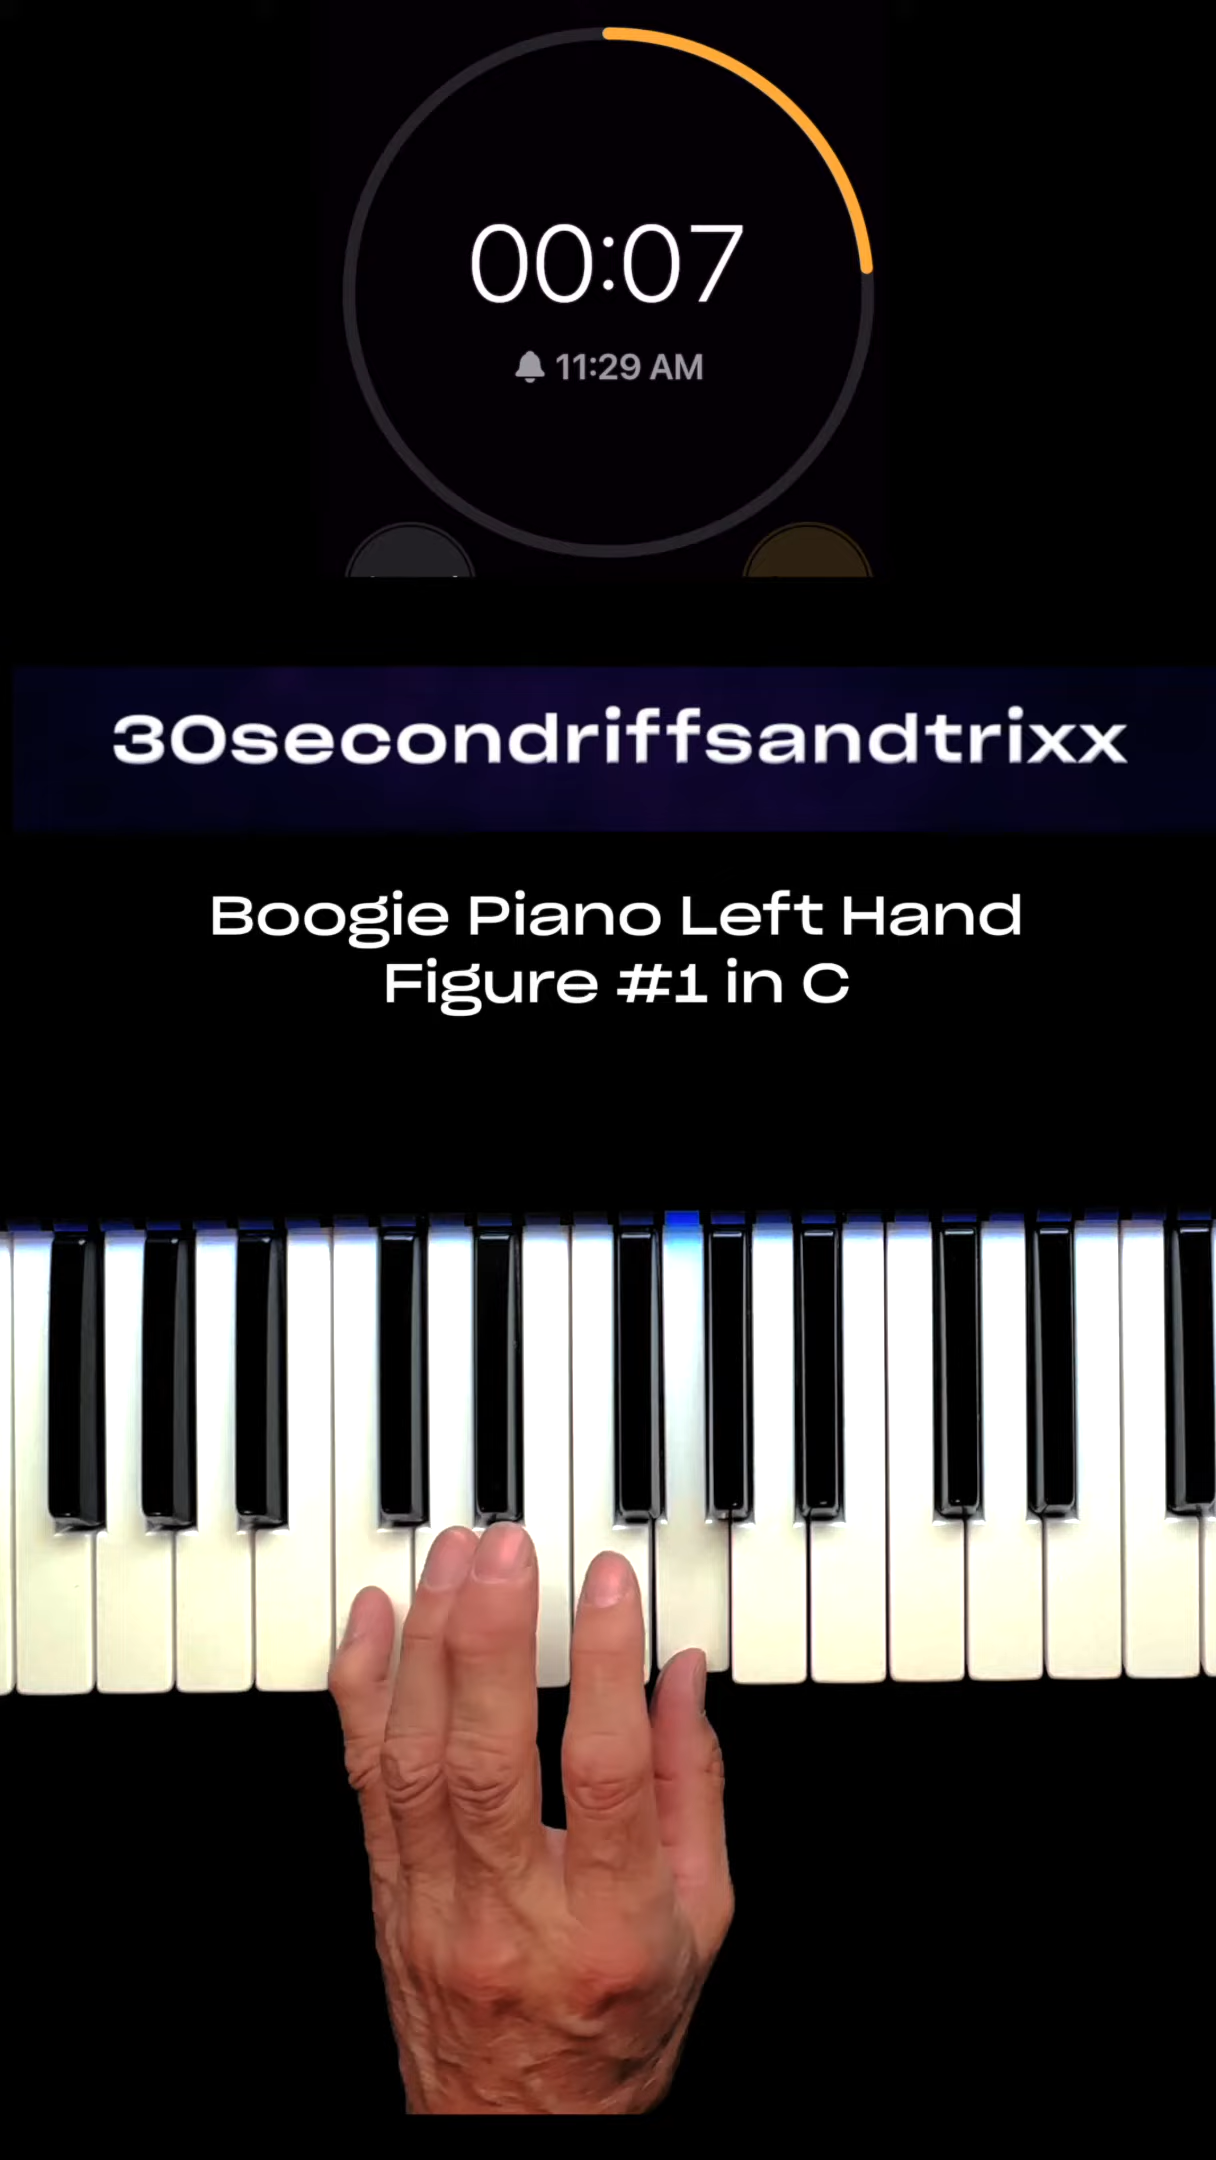 00:07
11:29 AM
30secondriffsandtrixx
Boogie Piano Left Hand
Figure #1 in C